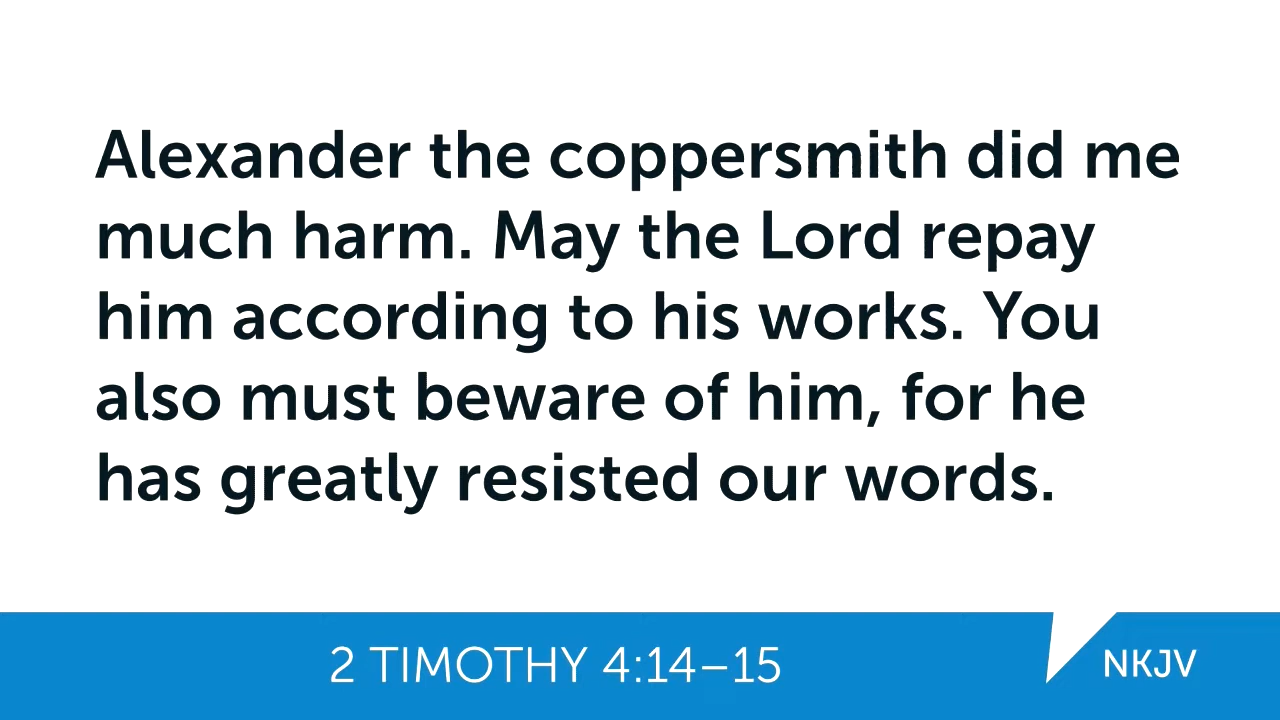 Alexander the coppersmith did me
much harm. May the Lord repay
him according to his works. You
also must beware of him, for he
has greatly resisted our words.
2 TIMOTHY 4:14–15
NKJV